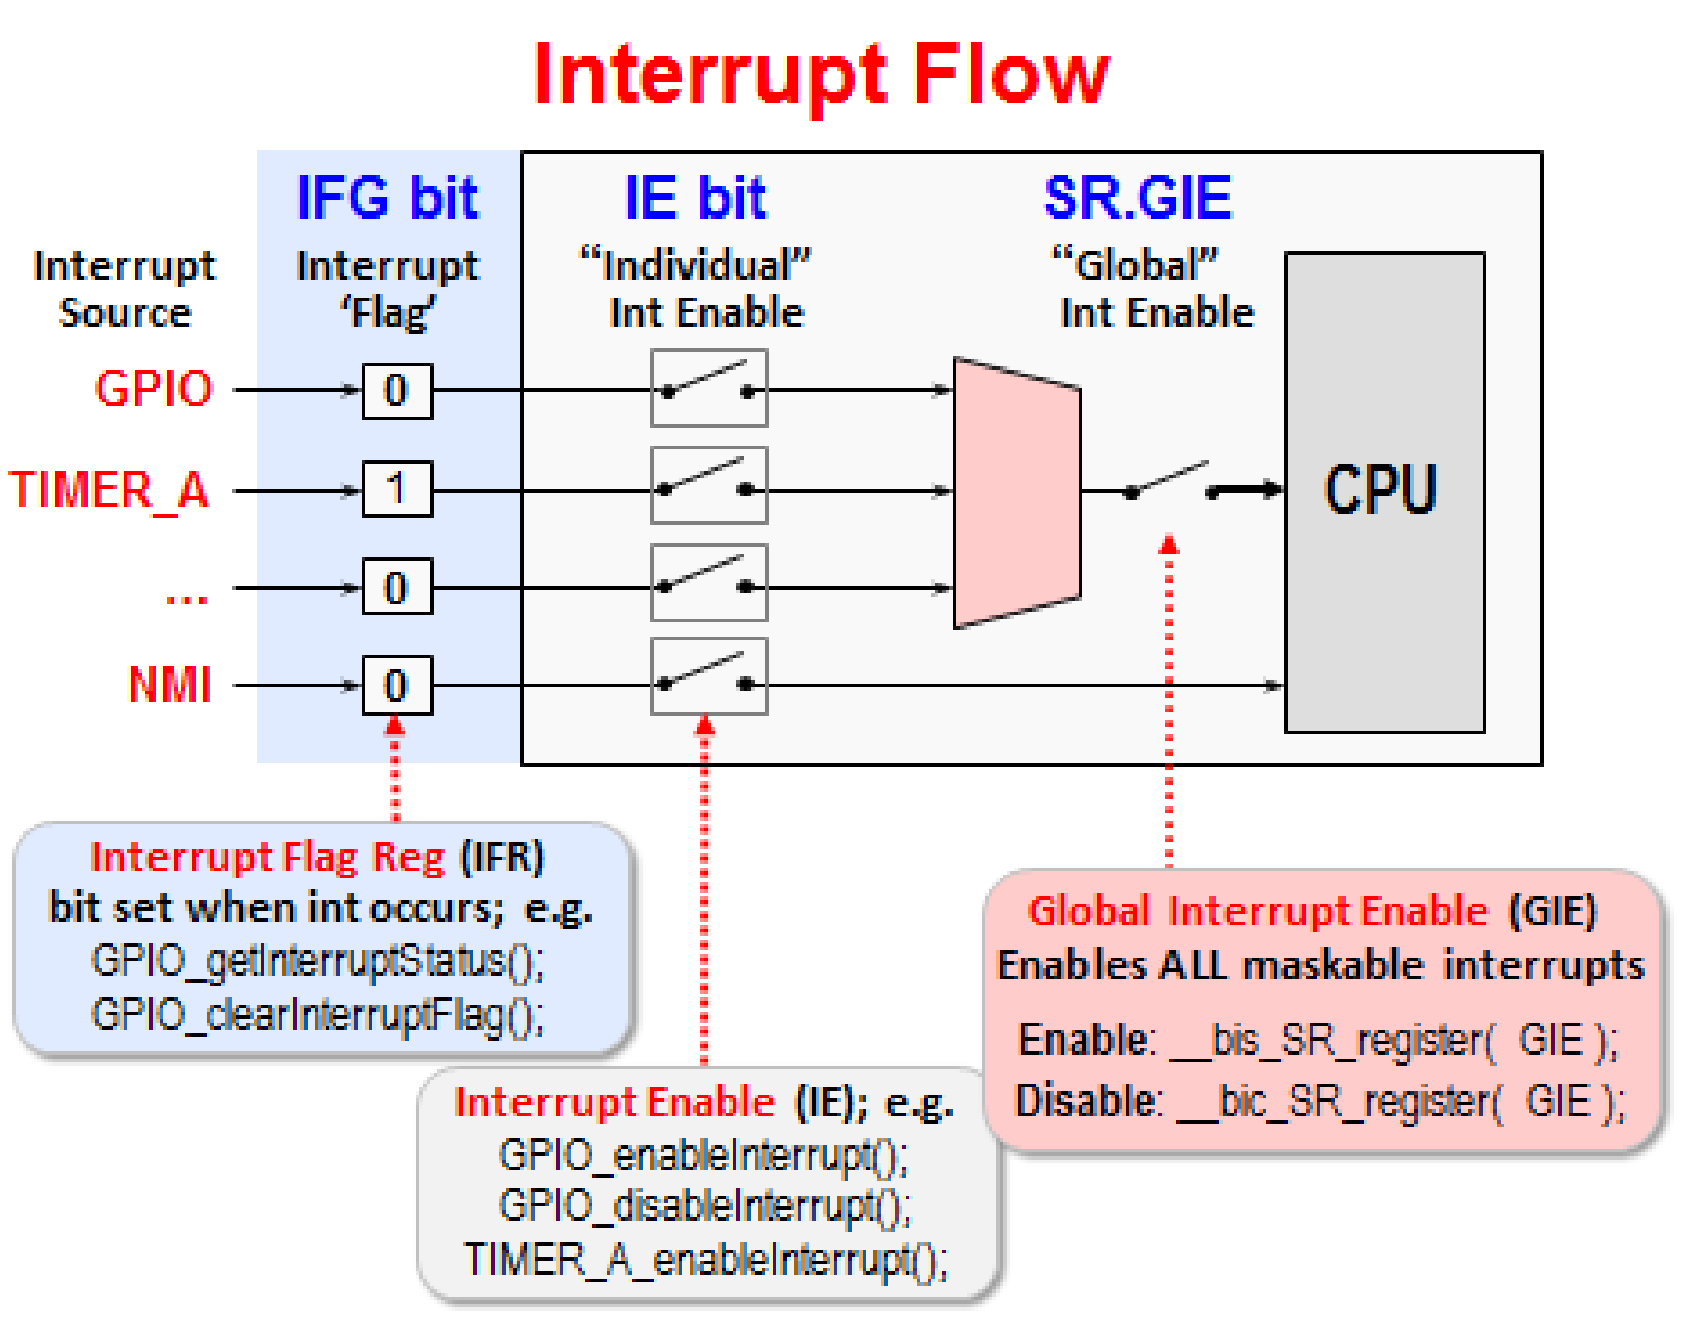 Interrupt Flow
IFG bit
IE bit
SR.GIE
Interrupt
Source
Interrupt
‘Flag’
“Individual”
Int Enable
“Global”
Int Enable
GPIO
0
TIMER_A
1
CPU
...
0
NMI
0
Interrupt Flag Reg (IFR)
bit set when int occurs; e.g.
GPIO_getInterruptStatus();
GPIO_clearInterruptFlag();
Interrupt Enable (IE); e.g.
GPIO_enableInterrupt();
GPIO_disableInterrupt();
TIMER_A_enableInterrupt();
Global Interrupt Enable (GIE)
Enables ALL maskable interrupts
Enable: __bis_SR_register( GIE );
Disable: __bic_SR_register( GIE );